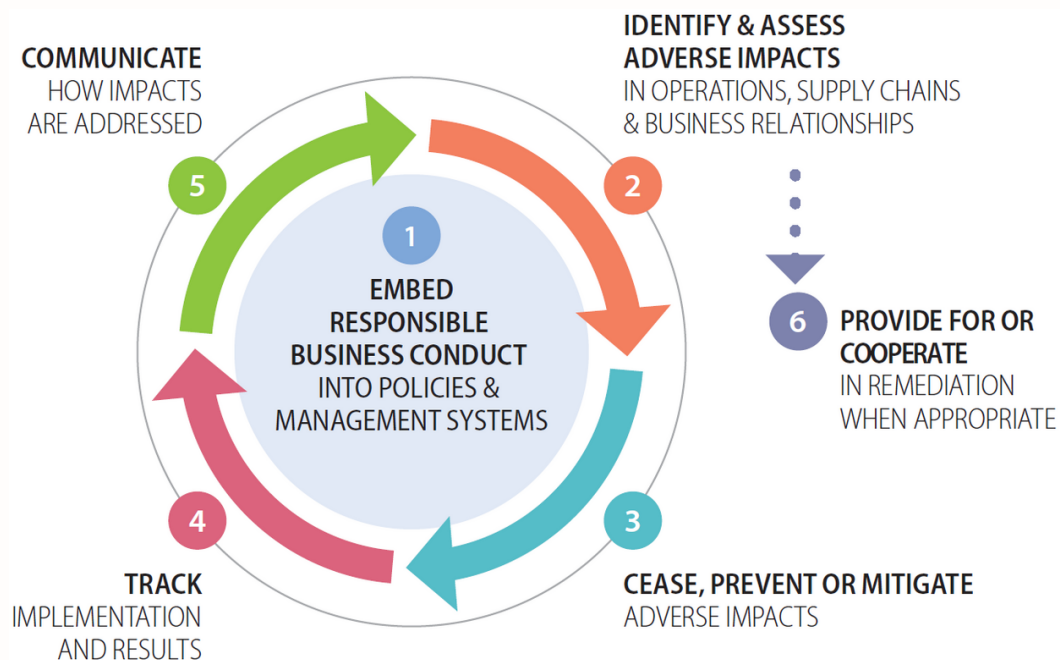 1
EMBED
RESPONSIBLE
BUSINESS CONDUCT
INTO POLICIES &
MANAGEMENT SYSTEMS
2
IDENTIFY & ASSESS
ADVERSE IMPACTS
IN OPERATIONS, SUPPLY CHAINS
& BUSINESS RELATIONSHIPS
3
CEASE, PREVENT OR MITIGATE
ADVERSE IMPACTS
4
TRACK
IMPLEMENTATION
AND RESULTS
5
COMMUNICATE
HOW IMPACTS
ARE ADDRESSED
6
PROVIDE FOR OR
COOPERATE
IN REMEDIATION
WHEN APPROPRIATE